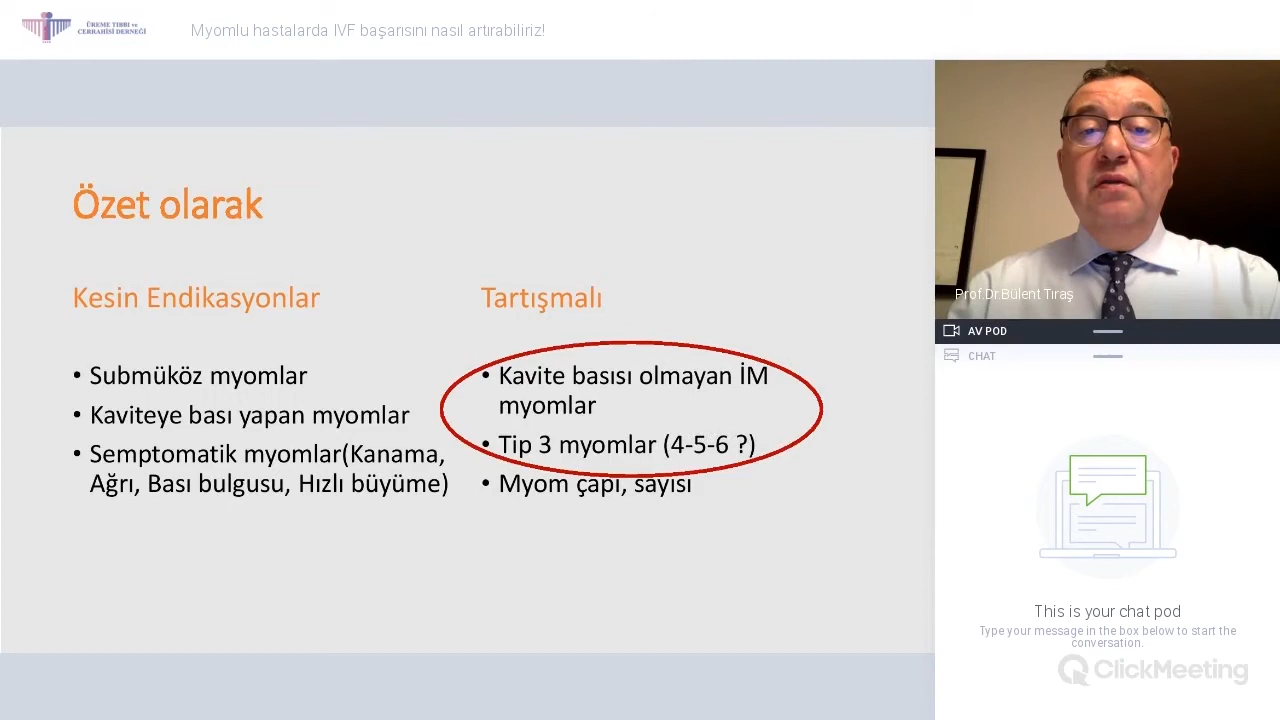 ÜREME TIBBI ve
CERRAHİSİ DERNEĞİ
Myomlu hastalarda IVF başarısını nasıl artırabiliriz!
Özet olarak
Kesin Endikasyonlar
• Submüköz myomlar
• Kaviteye bası yapan myomlar
• Semptomatik myomlar(Kanama,
Ağrı, Bası bulgusu, Hızlı büyüme)
Tartışmalı
• Kavite basısı olmayan İM
myomlar
• Tip 3 myomlar (4-5-6 ?)
• Myom çapı, sayısı
Prof.Dr.Bülent Tıraş
AV POD
CHAT
This is your chat pod
Type your message in the box below to start the
conversation.
ClickMeeting